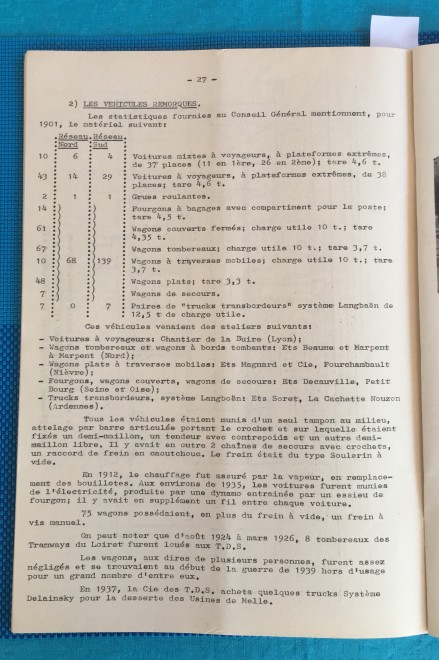 - 27 -
2) LES VEHICULES REMORQUES.
Les statistiques fournies au Conseil Général mentionnent, pour
1901, le matériel suivant:
Réseau Réseau
Nord Sud
10 6 4 Voitures mixtes à voyageurs, à plateformes extrêmes,
de 37 places (11 en 1ère, 26 en 2ème); tare 4,6 t.
43 14 29 Voitures à voyageurs, à plateformes extrêmes, de 38
places; tare 4,6 t.
2 1 1 Grues roulantes.
14 Fourgons à bagages avec compartiment pour la poste;
tare 4,5 t.
61 Wagons couverts fermés; charge utile 10 t.; tare
4,35 t.
67 Wagons tombereaux; charge utile 10 t.; tare 3,7 t.
10 68 139 Wagons à traverses mobiles; charge utile 10 t.; tare
3,7 t.
48 Wagons plats; tare 3,3 t.
7 Wagons de secours.
7 0 7 Paires de "trucks transbordeurs" système Langbaën de
12,5 t de charge utile.
Ces véhicules venaient des ateliers suivants:
- Voitures à voyageurs: Chantier de la Buire (Lyon);
- Wagons tombereaux et wagons à bords tombants: Ets Beaume et Marpent
à Marpent (Nord);
- Wagons plats à traverses mobiles: Ets Magnard et Cie, Fourchambault
(Nièvre);
- Fourgons, wagons couverts, wagons de secours: Ets Decauville, Petit
Bourg (Seine et Oise);
- Trucks transbordeurs, système Langboën: Ets Soret, La Cachette Nouzon
(Ardennes).
Tous les véhicules étaient munis d'un seul tampon au milieu,
attelage par barre articulée portant le crochet et sur laquelle étaient
fixés un demi-maillon, un tendeur avec contrepoids et un autre demi-
maillon libre. Il y avait en outre 2 chaînes de secours avec crochets,
un raccord de frein en caoutchouc. Le frein était du type Soulerin à
vide.
En 1912, le chauffage fut assuré par la vapeur, en remplace-
ment des bouillotes. Aux environs de 1935, les voitures furent munies
de l'électricité, produite par une dynamo entrainée par un essieu de
fourgon; il y avait en supplément un fil entre chaque voiture.
75 wagons possédaient, en plus du frein à vide, un frein à
vis manuel.
On peut noter que d'août 1924 à mars 1926, 8 tombereaux des
Tramways du Loiret furent loués aux T.D.S.
Les wagons, aux dires de plusieurs personnes, furent assez
négligés et se trouvaient au début de la guerre de 1939 hors d'usage
pour un grand nombre d'entre eux.
En 1937, la Cie des T.D.S. acheta quelques trucks Système
Delainsky pour la desserte des Usines de Melle.